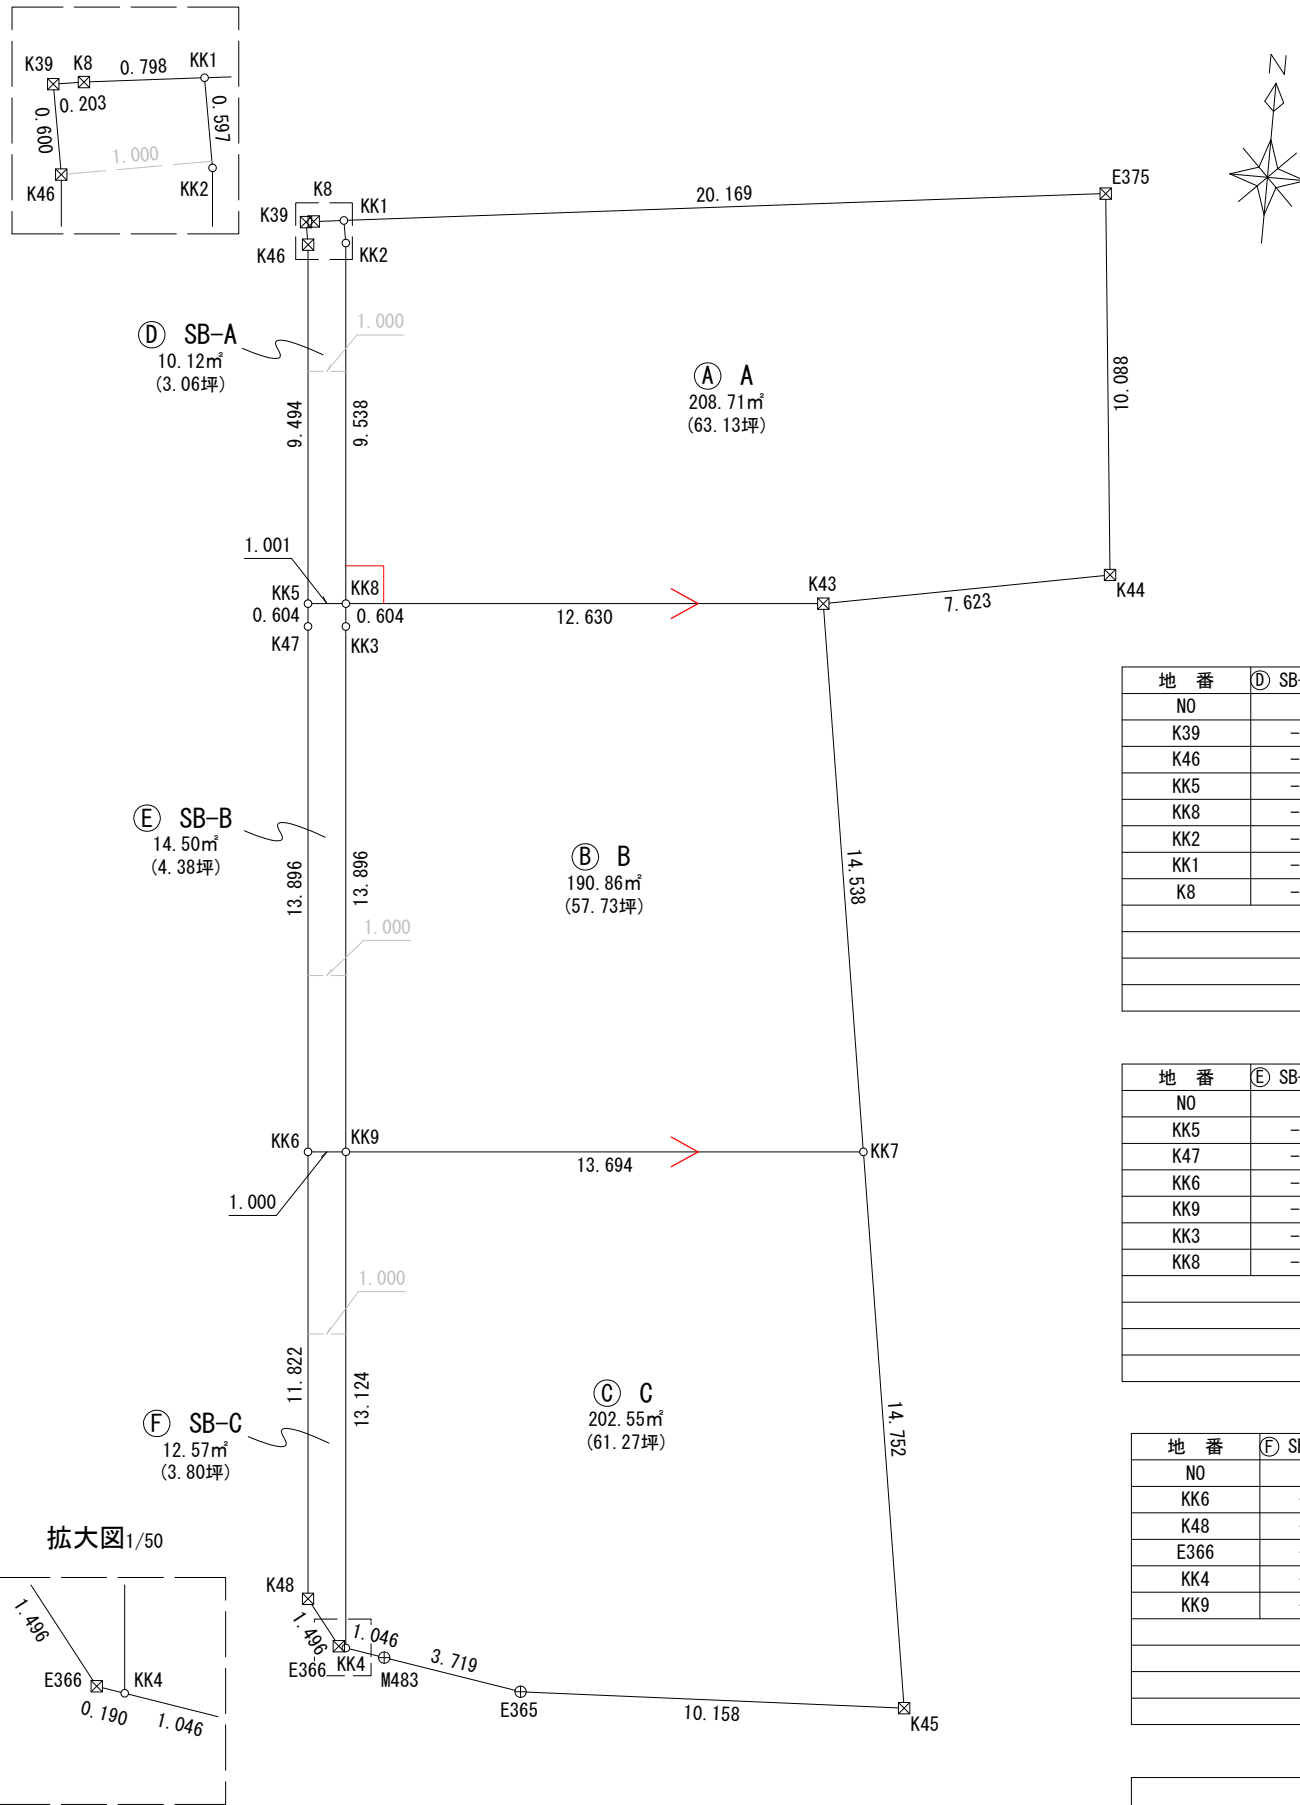 K39
K8
0.798
KK1
0.203
0.600
0.597
1.000
K46
KK2
N
K8
K39
KK1
20.169
E375
K46
KK2
Ⓓ SB-A
10.12㎡
(3.06坪)
1.000
Ⓐ A
208.71㎡
(63.13坪)
10.088
9.494
9.538
1.001
KK5
KK8
K43
K44
0.604
0.604
12.630
7.623
K47
KK3
Ⓔ SB-B
14.50㎡
(4.38坪)
13.896
13.896
Ⓑ B
190.86㎡
(57.73坪)
14.538
1.000
KK6
KK9
KK7
13.694
1.000
1.000
11.822
13.124
Ⓒ C
202.55㎡
(61.27坪)
14.752
Ⓕ SB-C
12.57㎡
(3.80坪)
K48
1.496
E366
KK4
1.046
M483
3.719
E365
10.158
K45
拡大図1/50
1.496
E366
KK4
0.190
1.046
地 番 Ⓓ SB-
NO
K39 -
K46 -
KK5 -
KK8 -
KK2 -
KK1 -
K8 -
地 番 Ⓔ SB-
NO
KK5 -
K47 -
KK6 -
KK9 -
KK3 -
KK8 -
地 番 Ⓕ S
NO
KK6
K48
E366
KK4
KK9